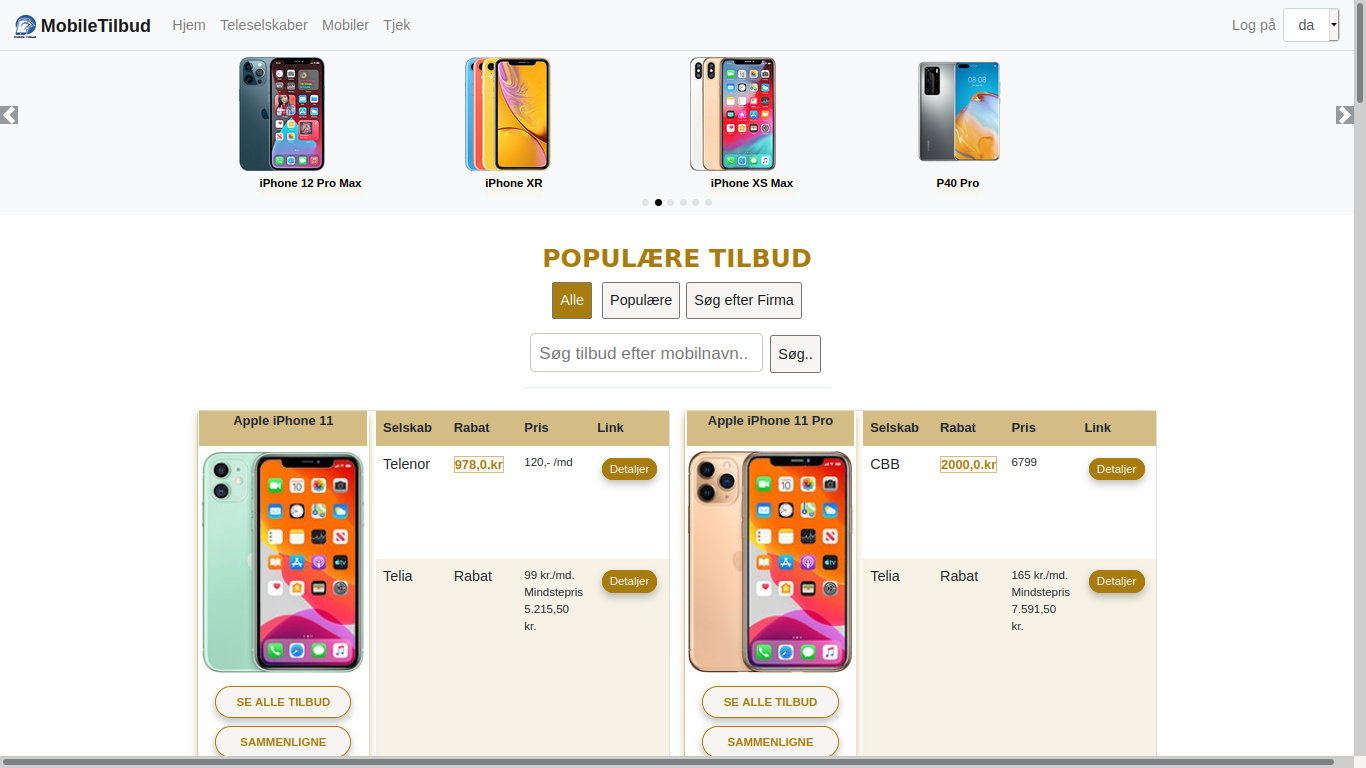 MobileTilbud Hjem Teleselskaber Mobiler Tjek Log på da
iPhone 12 Pro Max iPhone XR iPhone XS Max P40 Pro
POPULÆRE TILBUD
Alle Populære Søg efter Firma
Søg tilbud efter mobilnavn.. Søg..
Apple iPhone 11
Selskab Rabat Pris Link
Telenor 978,0.kr 120,- /md Detaljer
Telia Rabat 99 kr./md. Detaljer
Mindstepris
5.215,50
kr.
SE ALLE TILBUD
SAMMENLIGNE
Apple iPhone 11 Pro
Selskab Rabat Pris Link
CBB 2000,0.kr 6799 Detaljer
Telia Rabat 165 kr./md. Detaljer
Mindstepris
7.591,50
kr.
SE ALLE TILBUD
SAMMENLIGNE